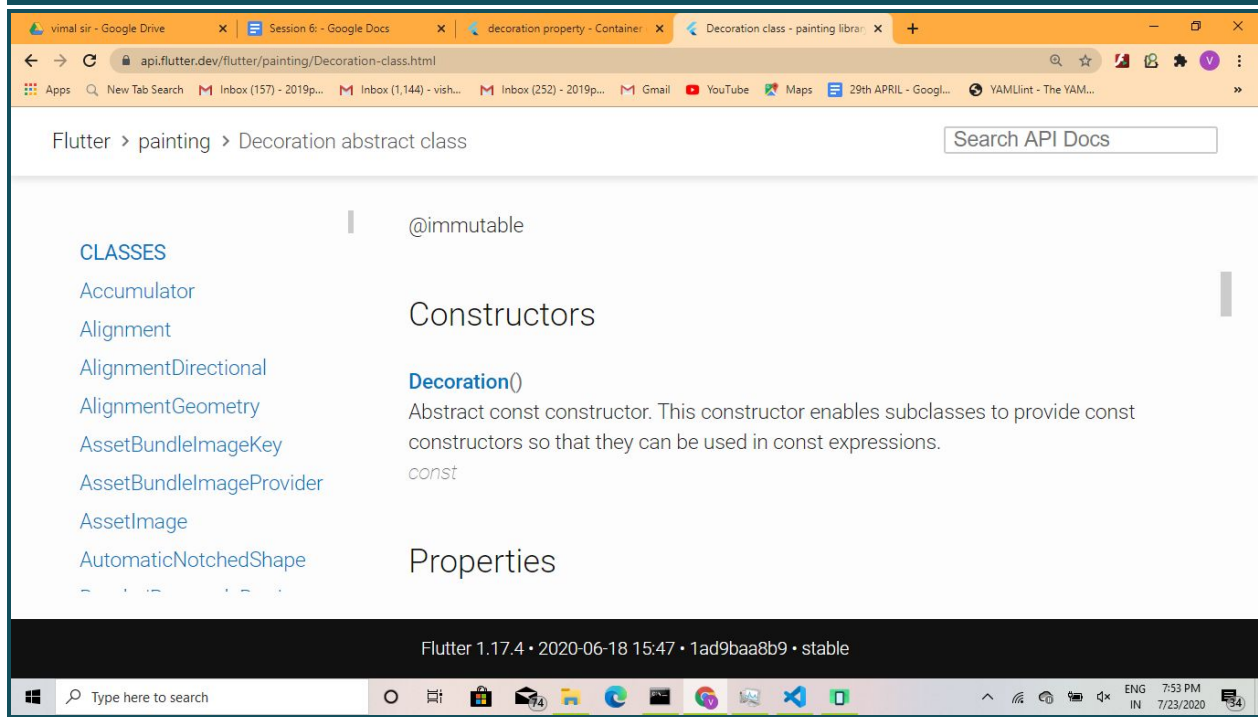 vimal sir - Google Drive
Session 6: - Google Docs
decoration property - Container
Decoration class - painting librar
api.flutter.dev/flutter/painting/Decoration-class.html
Apps
New Tab Search
Inbox (157) - 2019p...
Inbox (1,144) - vish...
Inbox (252) - 2019p...
Gmail
YouTube
Maps
29th APRIL - Googl...
YAMLlint - The YAM...
»
V
Flutter > painting > Decoration abstract class
Search API Docs
CLASSES
Accumulator
Alignment
AlignmentDirectional
AlignmentGeometry
AssetBundleImageKey
AssetBundleImageProvider
AssetImage
AutomaticNotchedShape
@immutable
Constructors
Decoration()
Abstract const constructor. This constructor enables subclasses to provide const
constructors so that they can be used in const expressions.
const
Properties
Flutter 1.17.4 • 2020-06-18 15:47 • 1ad9baa8b9 • stable
Type here to search
74
ENG
IN
7:53 PM
7/23/2020
34